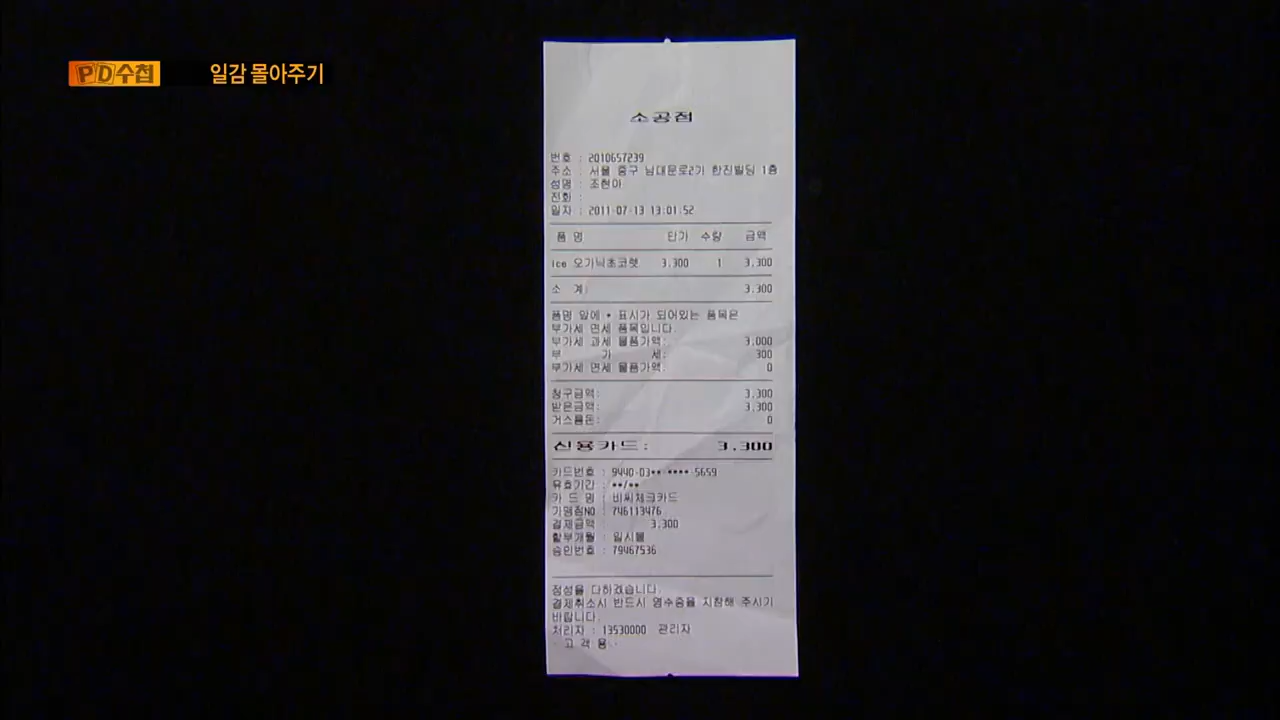 PD수첩 일감 몰아주기
소공점
번호 : 2010657239
주소 : 서울 중구 남대문로2가 한진빌딩 1층
성명 : 조현아
전화 :
일자 : 2011-07-13 13:01:52
품 명 단가 수량 금액
ice 오가닉초코렛 3,300 1 3,300
소 계: 3,300
품명 앞에 * 표시가 되어있는 품목은
부가세 면세 품목입니다.
부가세 과세 물품가액: 3,000
부 가 세: 300
부가세 면세 물품가액: 0
청구금액: 3,300
받은금액: 3,300
거스름돈: 0
신용카드: 3,300
카드번호 : 9440-03**-****-5659
유효기간 : **/**
카 드 명 : 비씨체크카드
가맹점NO : 746113476
결제금액 : 3,300
할부개월 : 일시불
승인번호 : 79467536
정성을 다하겠습니다.
결제취소시 반드시 영수증을 지참해 주시기
바랍니다.
처리자 : 13530000 관리자
- 고 객 용 -